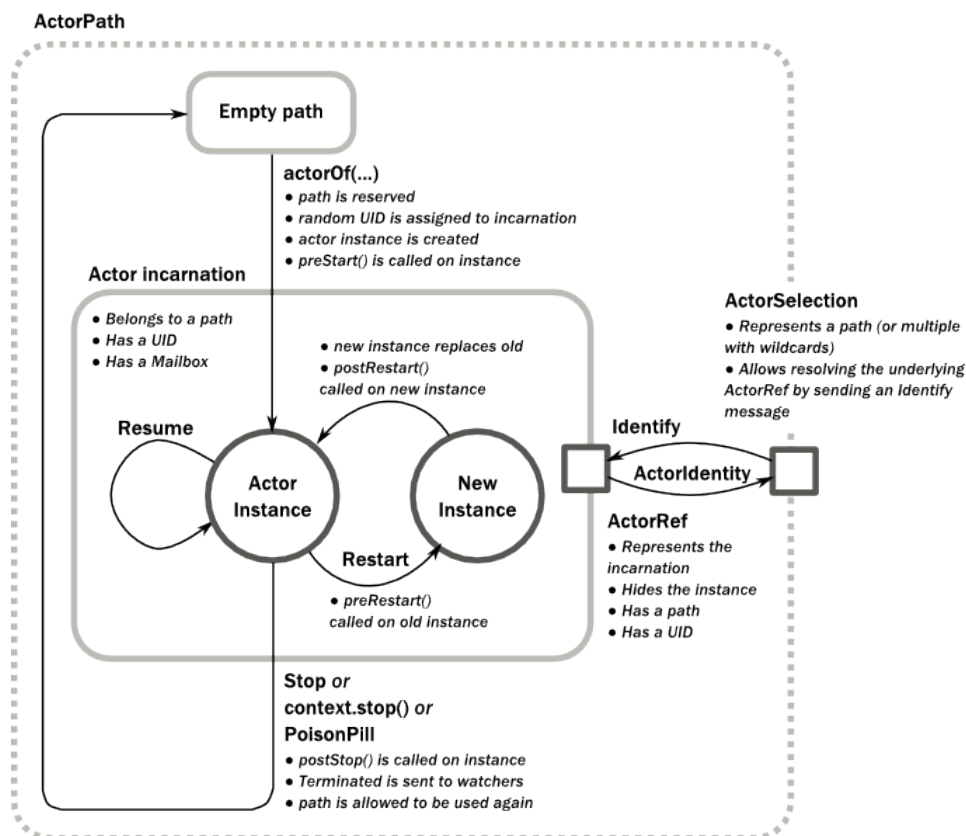 ActorPath
Empty path
actorOf(...)
● path is reserved
● random UID is assigned to incarnation
● actor instance is created
● preStart() is called on instance
Actor incarnation
● Belongs to a path
● Has a UID
● Has a Mailbox
● new instance replaces old
● postRestart()
called on new instance
Resume
Actor
Instance
New
Instance
Restart
● preRestart()
called on old instance
Identify
ActorIdentity
ActorSelection
● Represents a path (or multiple
with wildcards)
● Allows resolving the underlying
ActorRef by sending an Identify
message
ActorRef
● Represents the
incarnation
● Hides the instance
● Has a path
● Has a UID
Stop or
context.stop() or
PoisonPill
● postStop() is called on instance
● Terminated is sent to watchers
● path is allowed to be used again